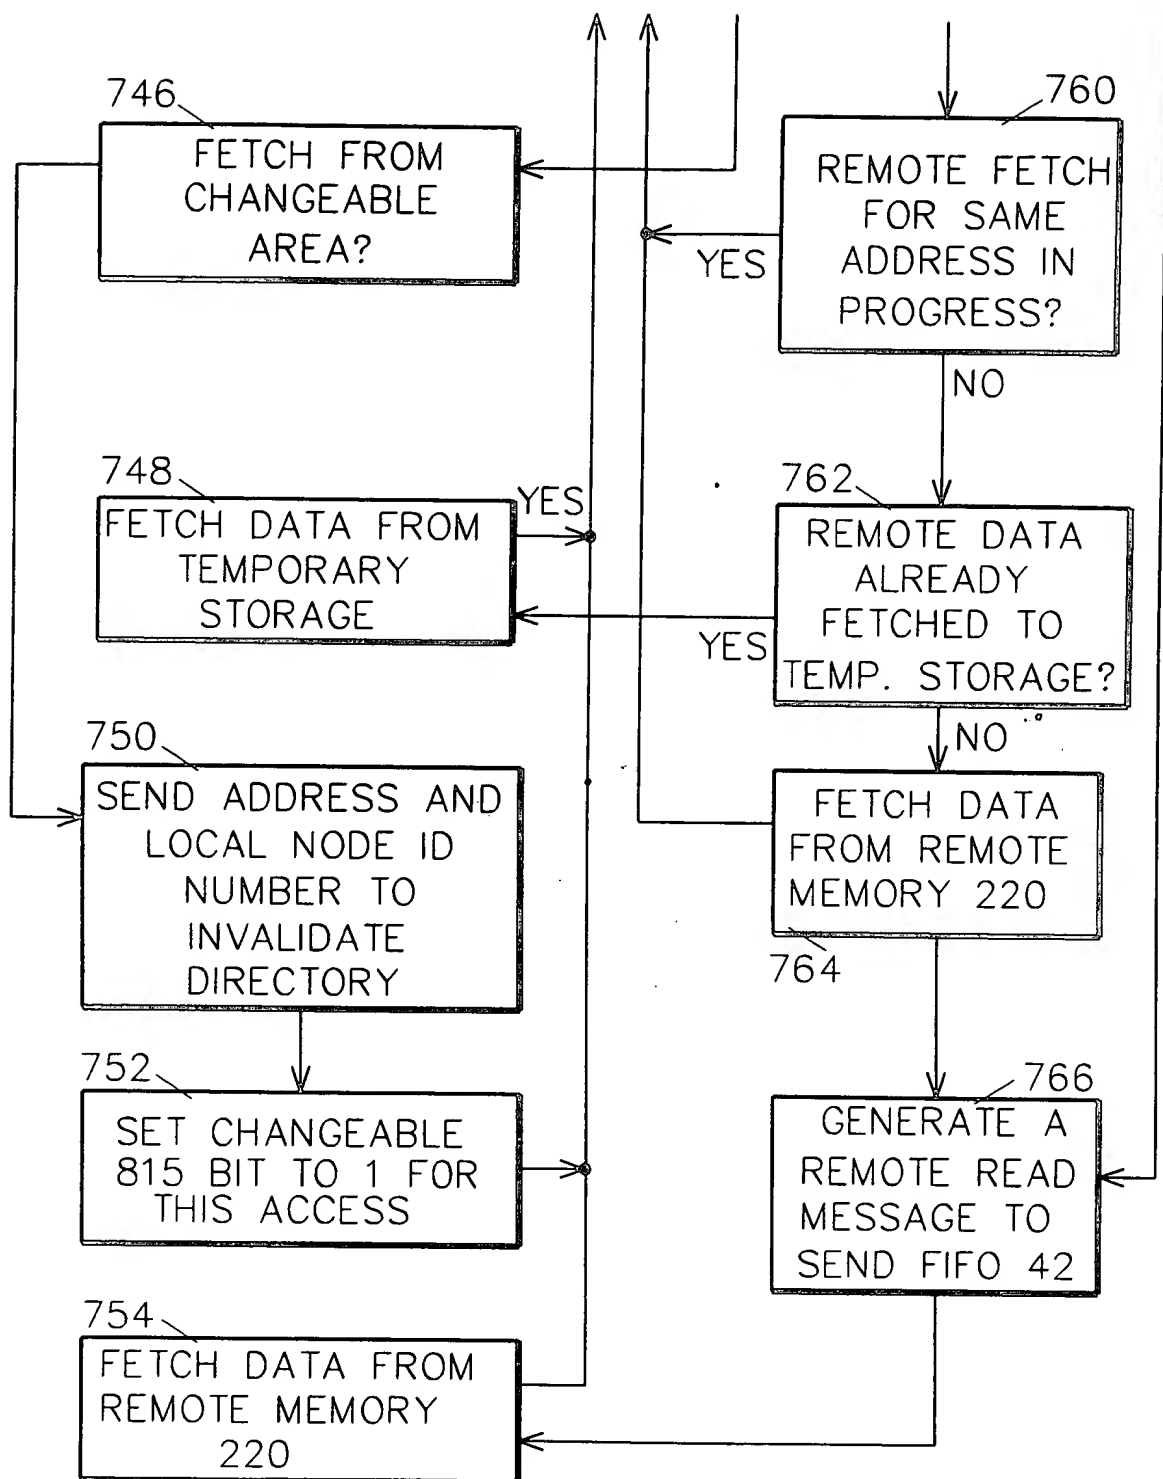 746
FETCH FROM
CHANGEABLE
AREA?
760
REMOTE FETCH
FOR SAME
ADDRESS IN
PROGRESS?
YES
NO
748
FETCH DATA FROM
TEMPORARY
STORAGE
YES
762
REMOTE DATA
ALREADY
FETCHED TO
TEMP. STORAGE?
YES
NO
750
SEND ADDRESS AND
LOCAL NODE ID
NUMBER TO
INVALIDATE
DIRECTORY
FETCH DATA
FROM REMOTE
MEMORY 220
764
752
SET CHANGEABLE
815 BIT TO 1 FOR
THIS ACCESS
766
GENERATE A
REMOTE READ
MESSAGE TO
SEND FIFO 42
754
FETCH DATA FROM
REMOTE MEMORY
220